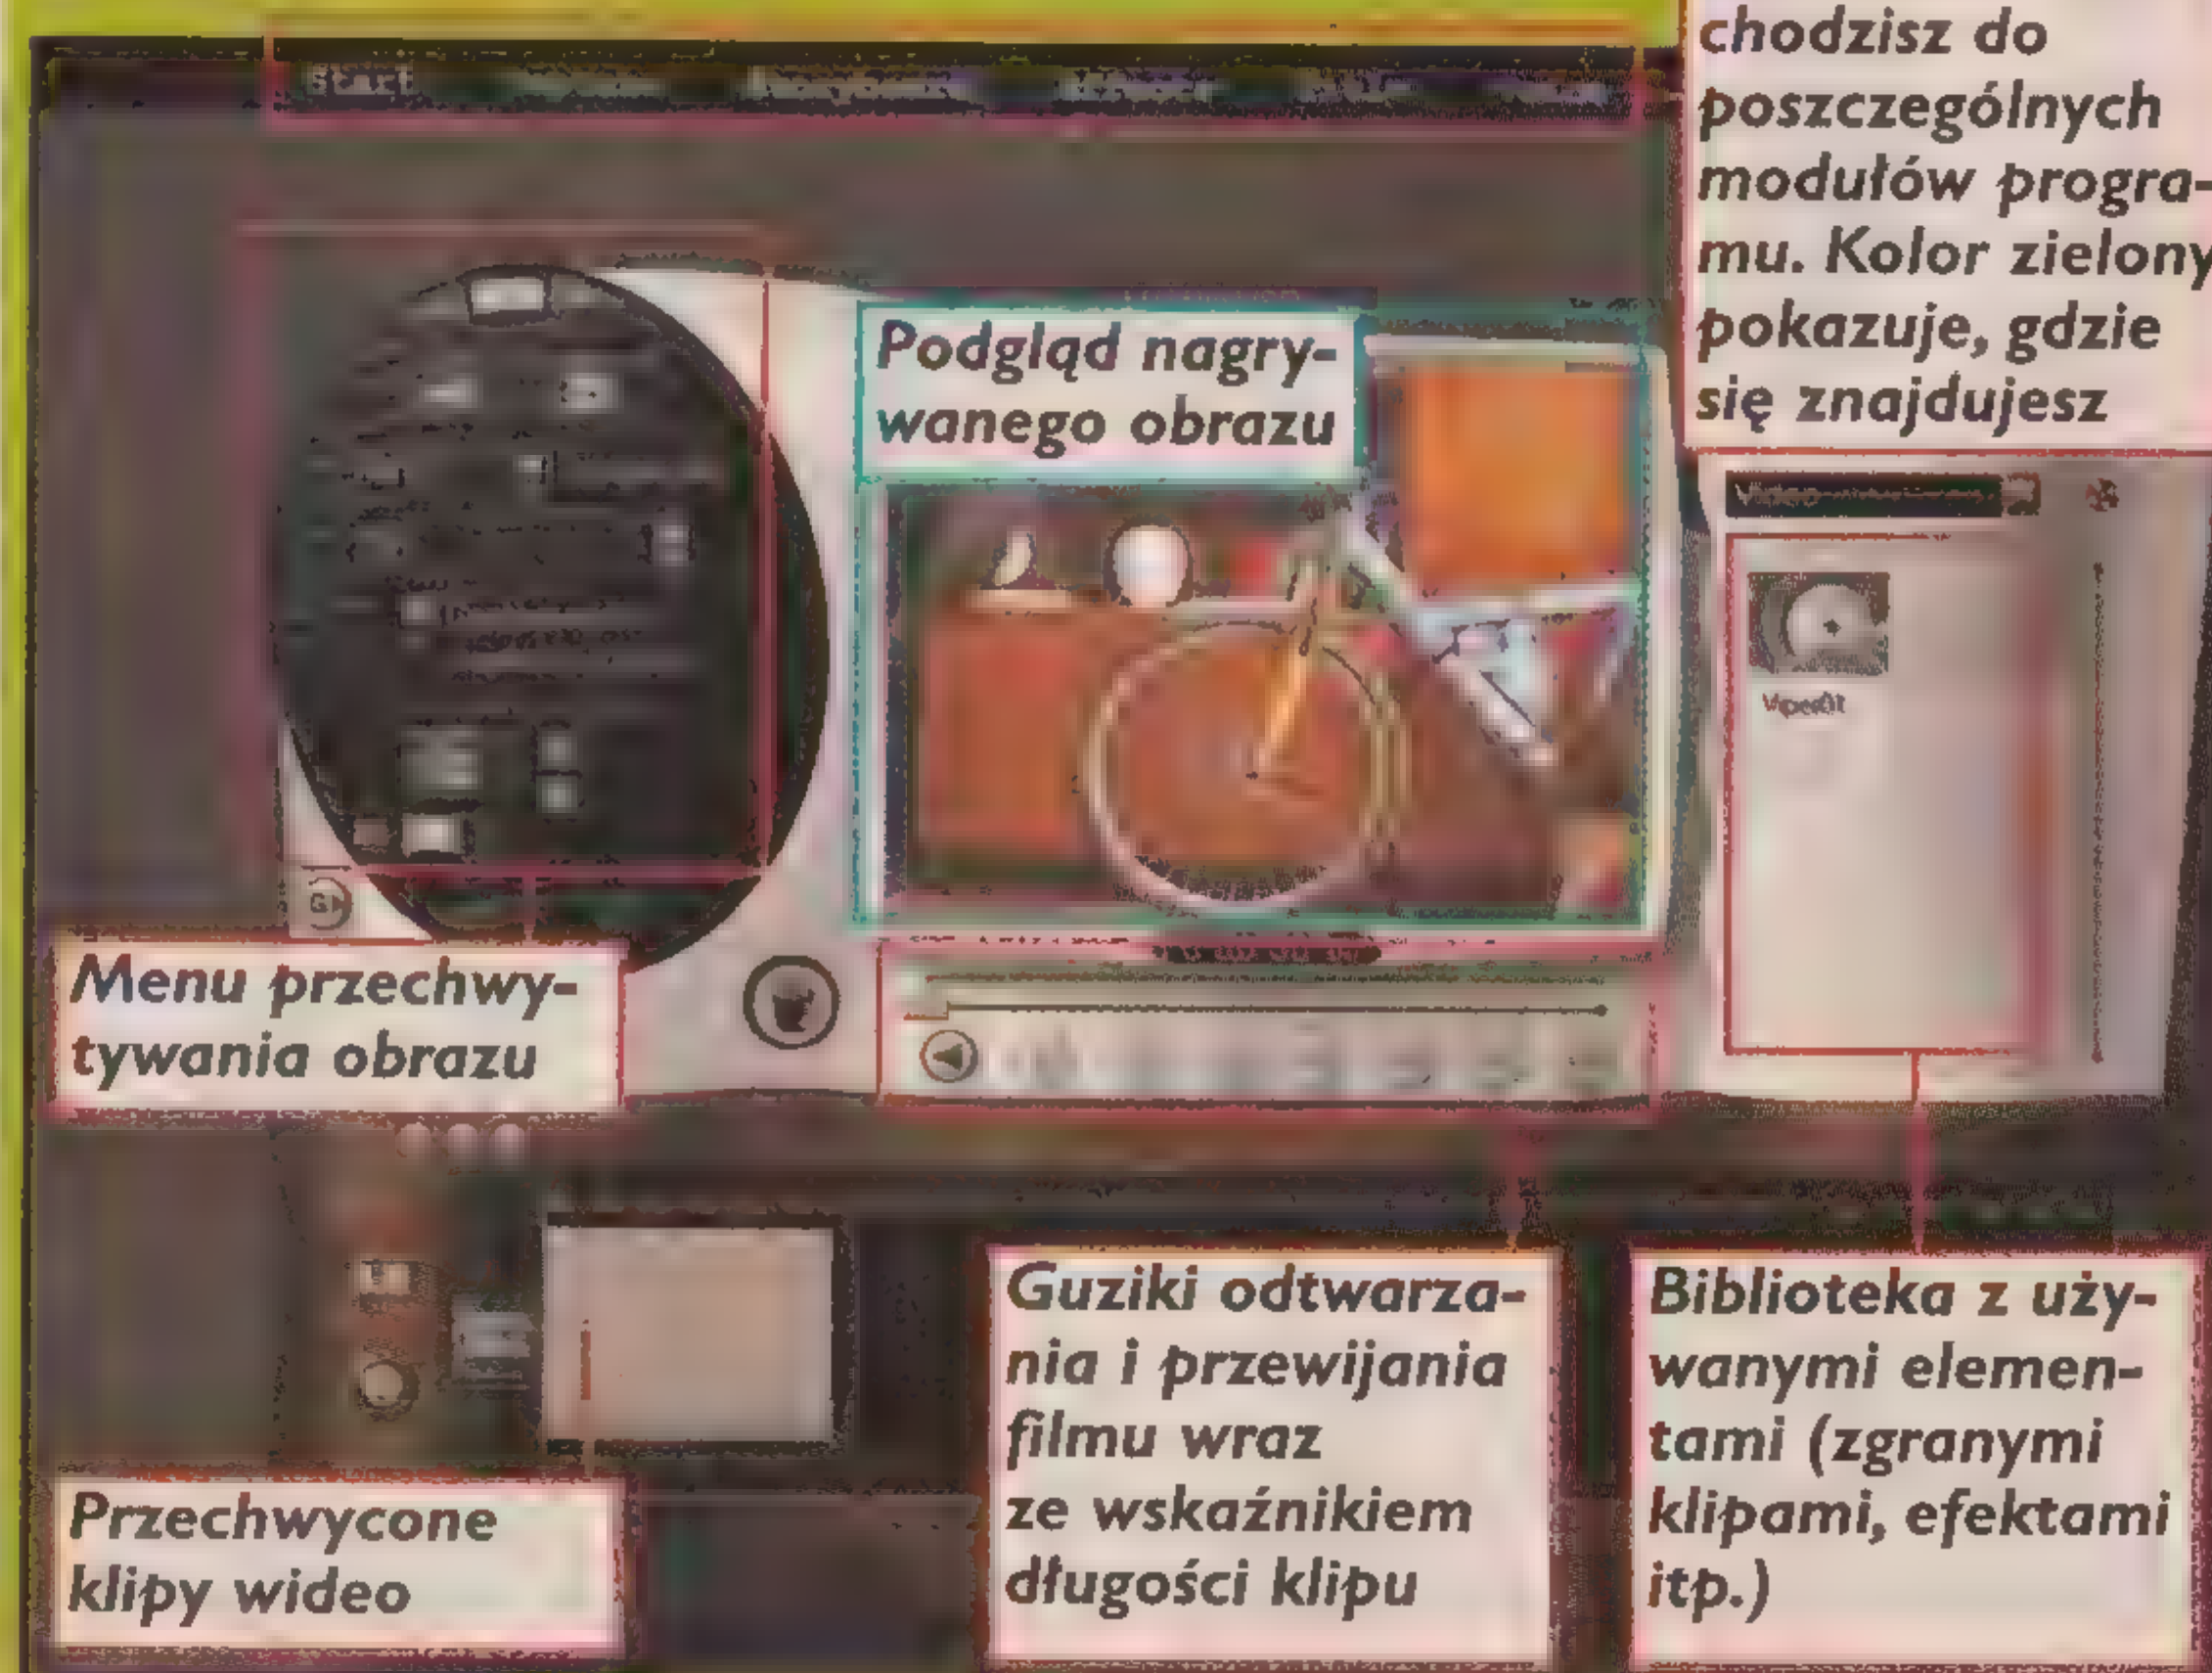 chodzisz do
poszczególnych
modułów progra-
mu. Kolor zielony
pokazuje, gdzie
się znajdujesz
Podgląd nagry-
wanego obrazu
Video
Menu przechwy-
tywania obrazu
Przechwycone
klipy wideo
Guziki odtwarza-
nia i przewijania
filmu wraz
ze wskaźnikiem
długości klipu
Biblioteka z uży-
wanymi elemen-
tami (zgranymi
klipami, efektami
itp.)